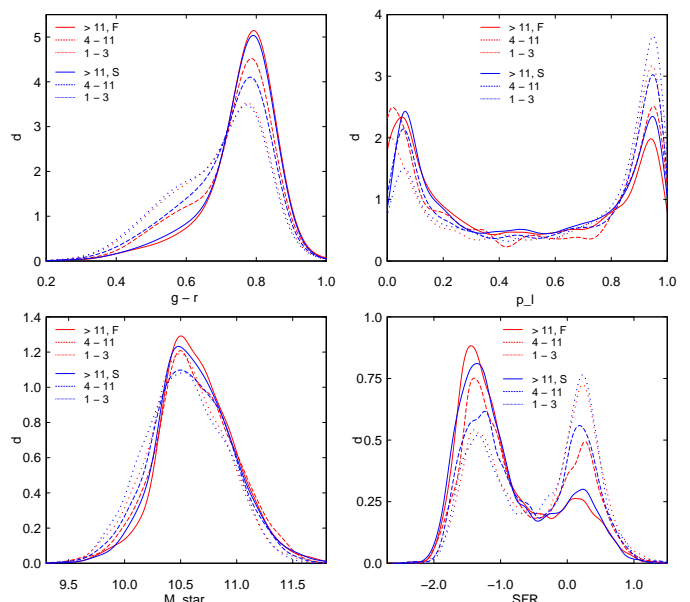 > 11, F
4 − 11
1 − 3
> 11, S
4 − 11
1 − 3
d
0 1 2 3 4 5
0.2 0.4 0.6 0.8 1.0
g − r
> 11, F
4 − 11
1 − 3
> 11, S
4 − 11
1 − 3
d
0 1 2 3 4
0.0 0.2 0.4 0.6 0.8 1.0
p_l
> 11, F
4 − 11
1 − 3
> 11, S
4 − 11
1 − 3
d
0.0 0.2 0.4 0.6 0.8 1.0 1.2 1.4
9.5 10.0 10.5 11.0 11.5
M_star
> 11, F
4 − 11
1 − 3
> 11, S
4 − 11
1 − 3
d
0.0 0.25 0.5 0.75 1.0
−2.0 −1.0 0.0 1.0
SFR